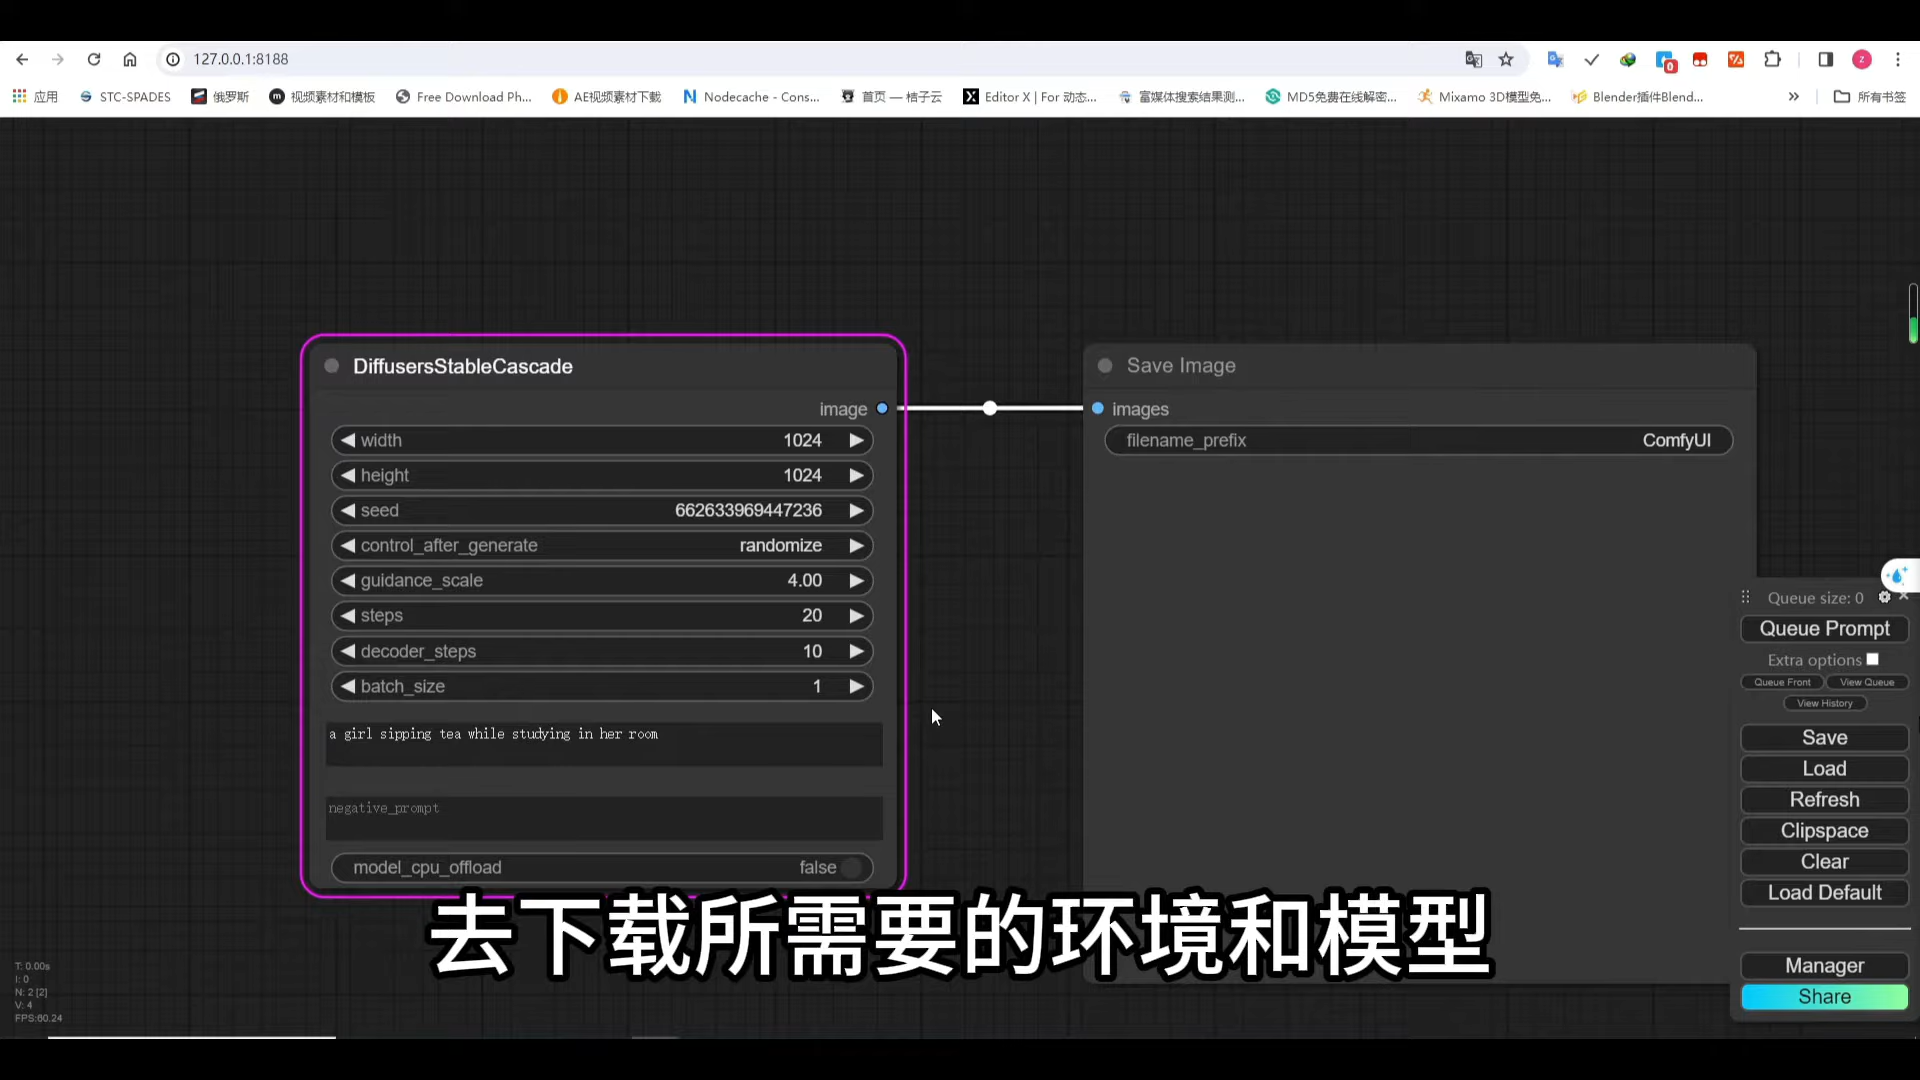 127.0.0.1:8188
应用
STC-SPADES
俄罗斯
视频素材和模板
Free Download Ph...
AE视频素材下载
Nodecache - Cons...
首页 — 桔子云
Editor X | For 动态...
富媒体搜索结果测...
MD5免费在线解密...
Mixamo 3D模型免...
Blender插件Blend...
所有书签
DiffusersStableCascade
image
width 1024
height 1024
seed 662633969447236
control_after_generate randomize
guidance_scale 4.00
steps 20
decoder_steps 10
batch_size 1
a girl sipping tea while studying in her room
negative_prompt
model_cpu_offload false
Save Image
images
filename_prefix ComfyUI
Queue size: 0
Queue Prompt
Extra options
Queue Front View Queue
View History
Save
Load
Refresh
Clipspace
Clear
Load Default
Manager
Share
去下载所需要的环境和模型
T: 0.00s
I: 0
N: 2 [2]
V: 4
FPS:60.24